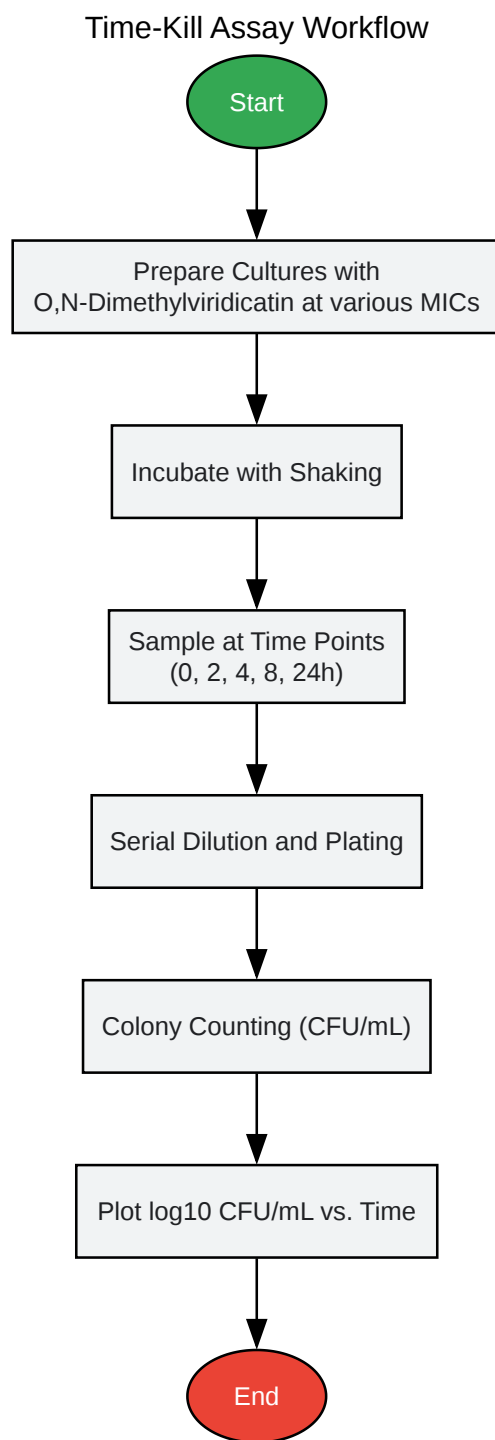 Time-Kill Assay Workflow
Start
Prepare Cultures with
O,N-Dimethylviridicatin at various MICs
Incubate with Shaking
Sample at Time Points
(0, 2, 4, 8, 24h)
Serial Dilution and Plating
Colony Counting (CFU/mL)
Plot log10 CFU/mL vs. Time
End